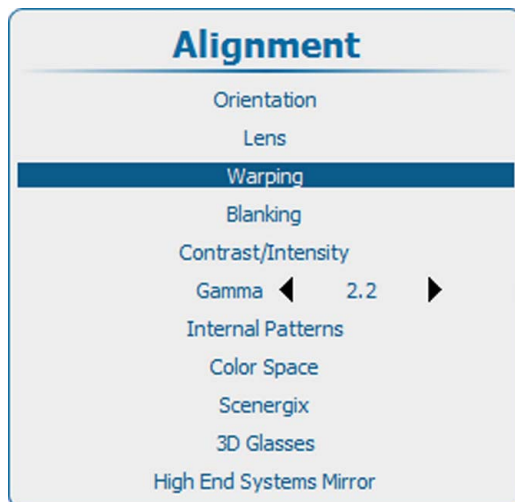 Alignment
Orientation
Lens
Warping
Blanking
Contrast/Intensity
Gamma 2.2
Internal Patterns
Color Space
Scenergix
3D Glasses
High End Systems Mirror